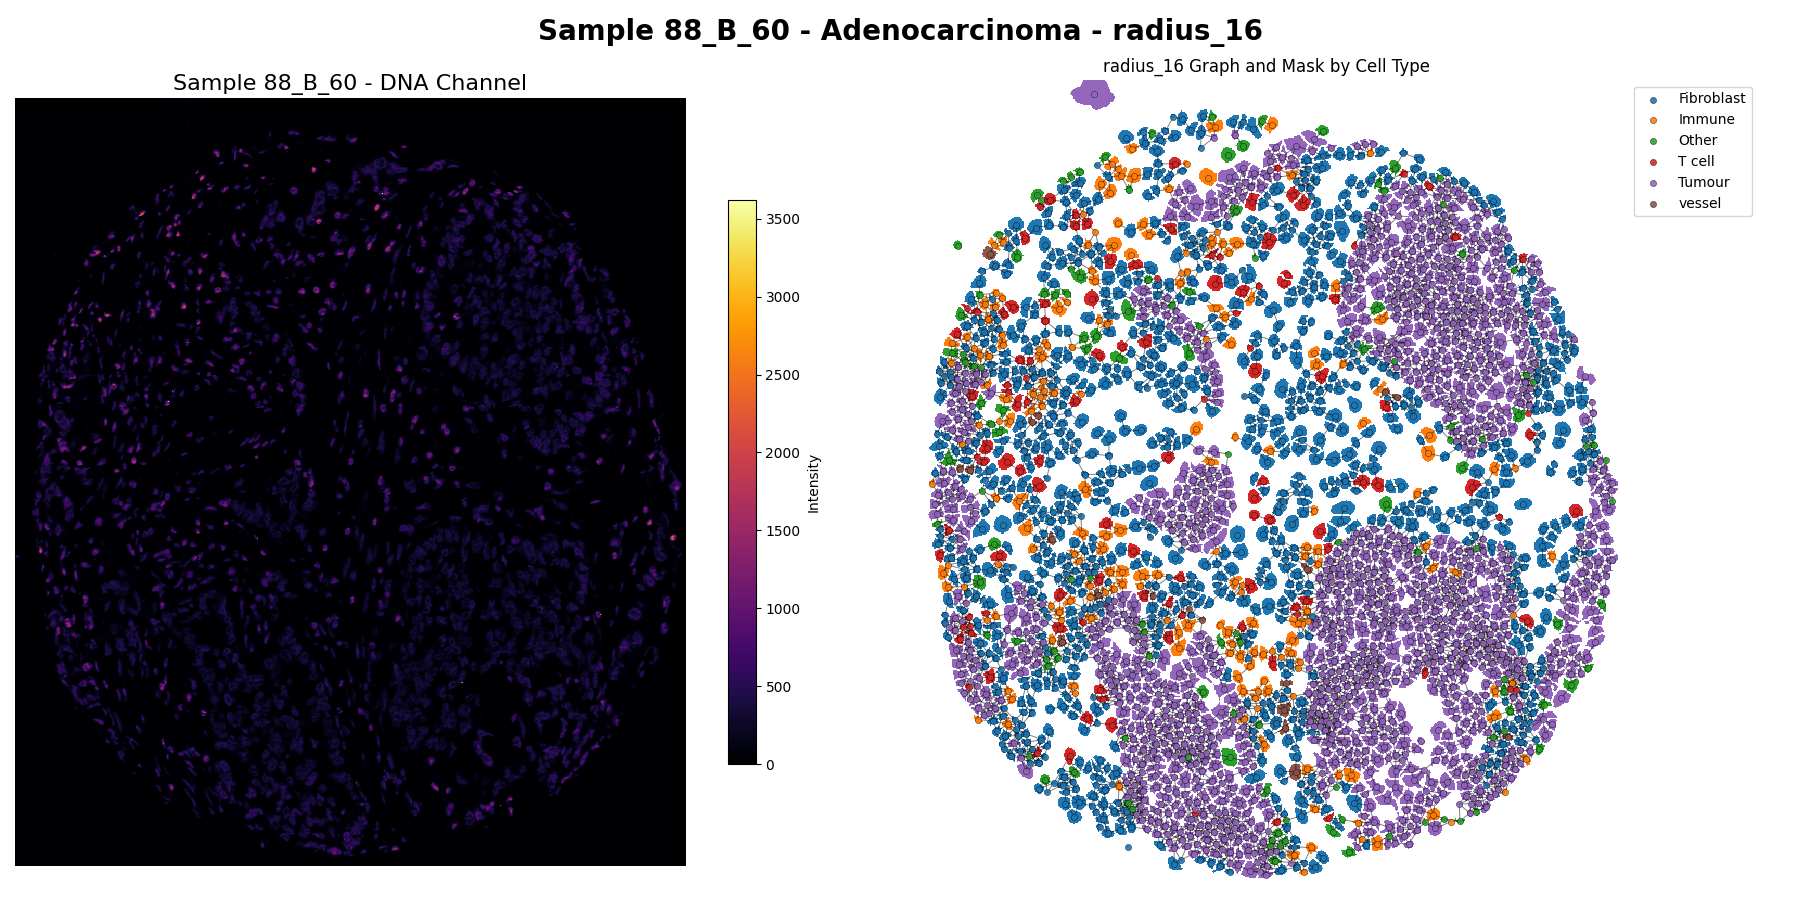 Sample 88_B_60 - Adenocarcinoma - radius_16
Sample 88_B_60 - DNA Channel
radius_16 Graph and Mask by Cell Type
Fibroblast
Immune
Other
T cell
Tumour
vessel
3500
3000
2500
2000
1500
1000
500
0
Intensity